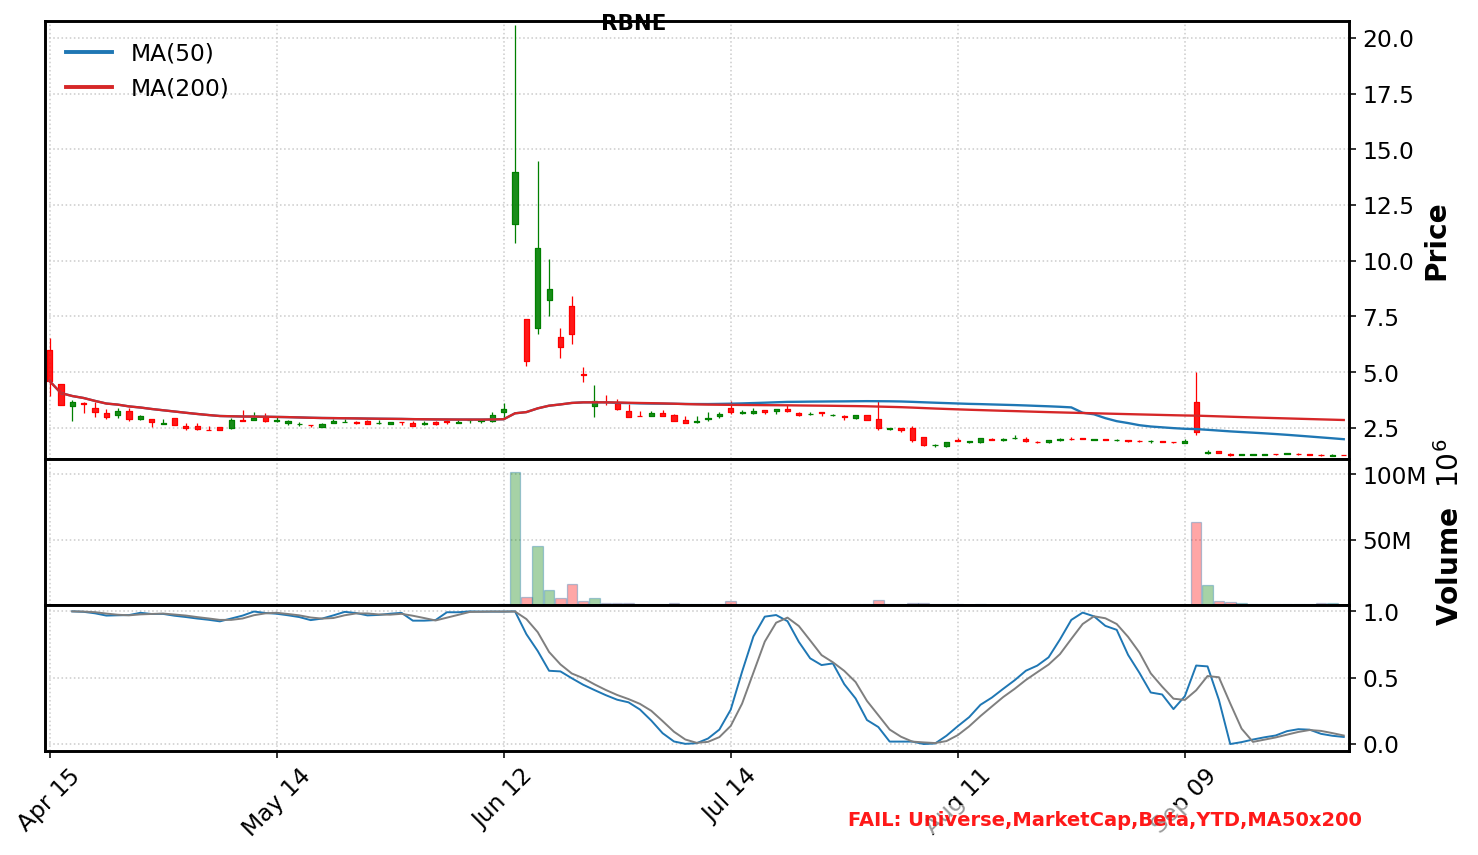 RBNE
MA(50)
MA(200)
20.0
17.5
15.0
12.5
10.0
7.5
5.0
2.5
Price
100M
50M
Volume 10^6
1.0
0.5
0.0
Apr 15
May 14
Jun 12
Jul 14
Aug 11
Sep 09
FAIL: Universe,MarketCap,Beta,YTD,MA50x200